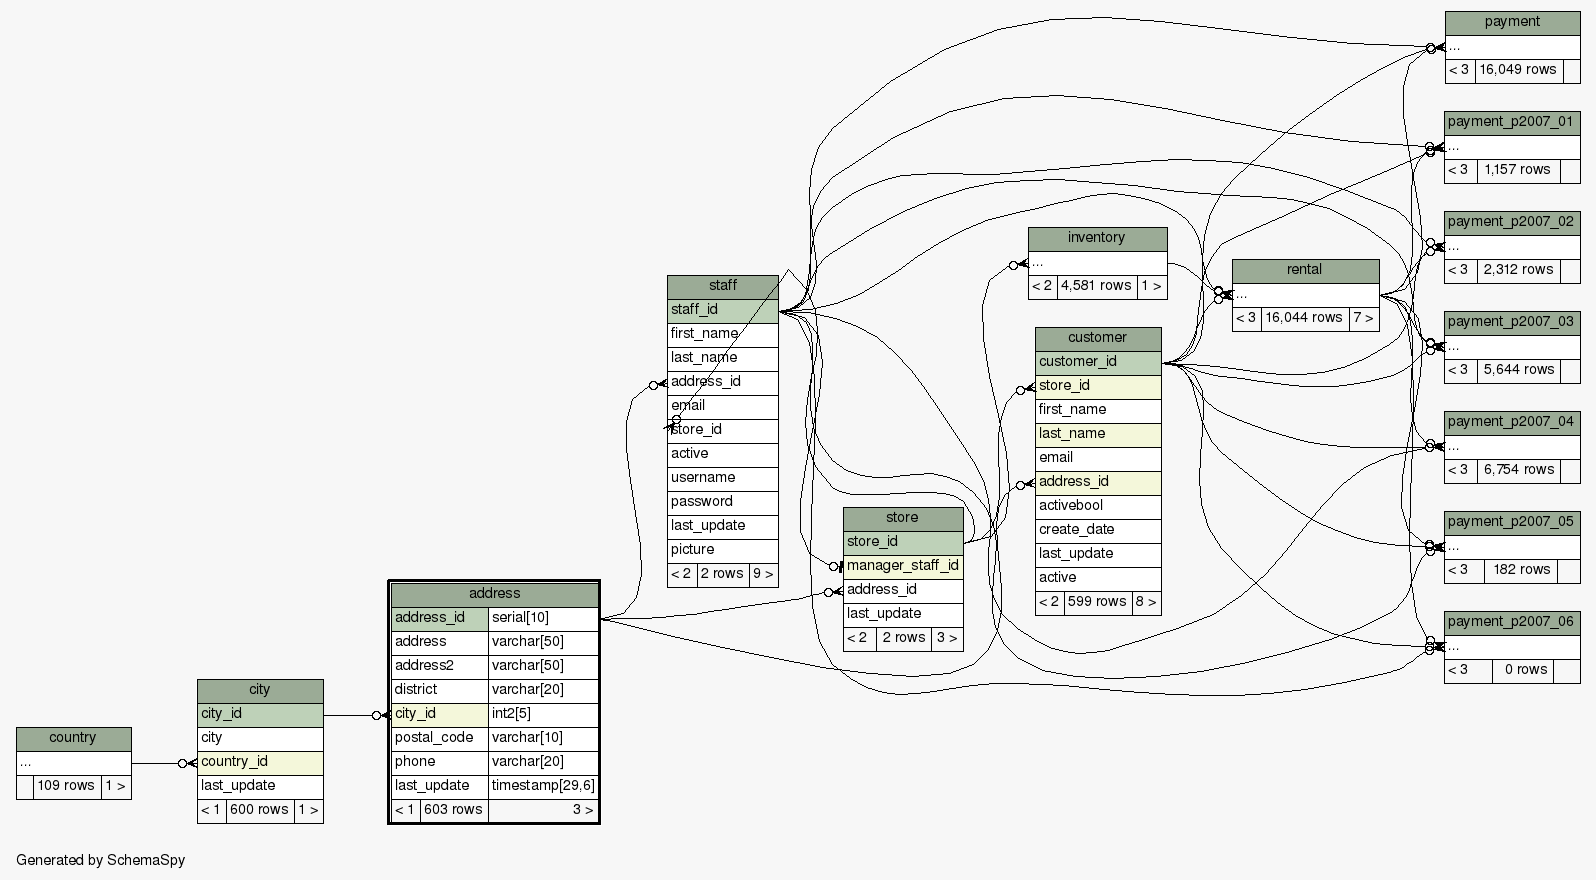 payment
...
< 3 16,049 rows
payment_p2007_01
...
< 3 1,157 rows
payment_p2007_02
...
< 3 2,312 rows
payment_p2007_03
...
< 3 5,644 rows
payment_p2007_04
...
< 3 6,754 rows
payment_p2007_05
...
< 3 182 rows
payment_p2007_06
...
< 3 0 rows
inventory
...
< 2 4,581 rows 1 >
rental
...
< 3 16,044 rows 7 >
staff
staff_id
first_name
last_name
address_id
email
store_id
active
username
password
last_update
picture
< 2 2 rows 9 >
customer
customer_id
store_id
first_name
last_name
email
address_id
activebool
create_date
last_update
active
< 2 599 rows 8 >
store
store_id
manager_staff_id
address_id
last_update
< 2 2 rows 3 >
address
address_id serial[10]
address varchar[50]
address2 varchar[50]
district varchar[20]
city_id int2[5]
postal_code varchar[10]
phone varchar[20]
last_update timestamp[29,6]
< 1 603 rows 3 >
city
city_id
city
country_id
last_update
< 1 600 rows 1 >
country
...
109 rows 1 >
Generated by SchemaSpy